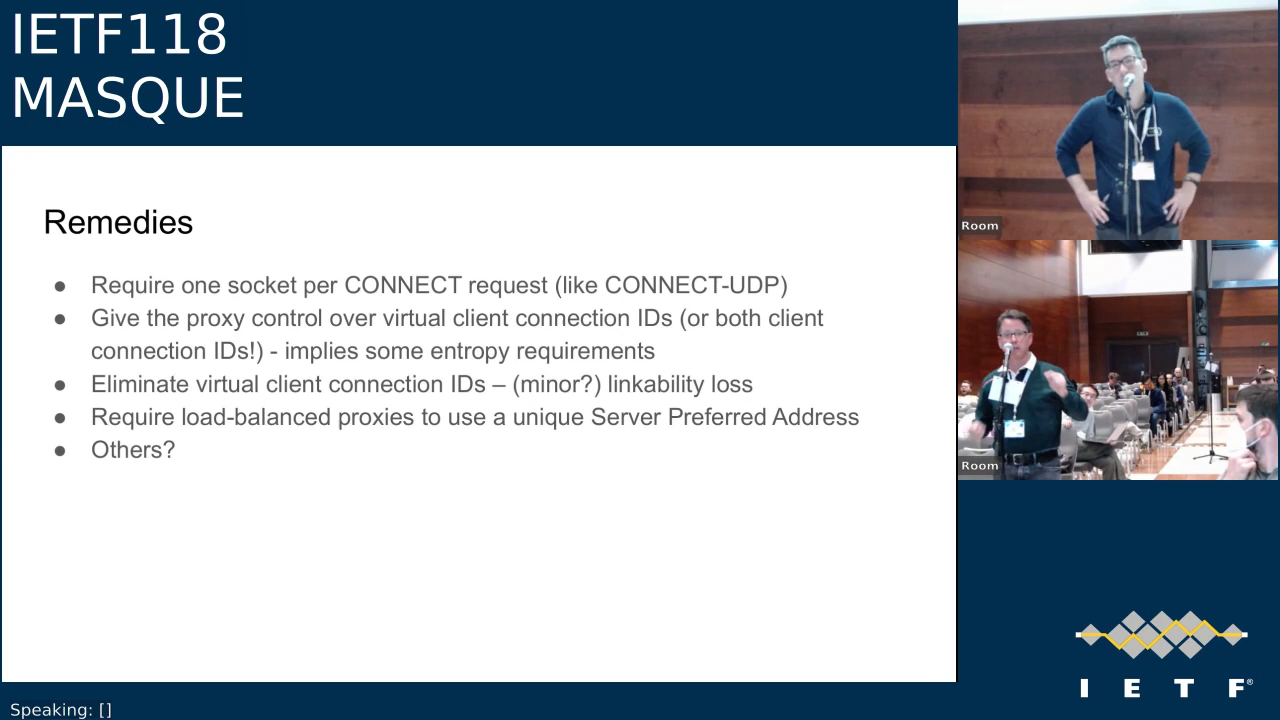 IETF118
MASQUE
Remedies
● Require one socket per CONNECT request (like CONNECT-UDP)
● Give the proxy control over virtual client connection IDs (or both client
connection IDs!) - implies some entropy requirements
● Eliminate virtual client connection IDs – (minor?) linkability loss
● Require load-balanced proxies to use a unique Server Preferred Address
● Others?
Room
Room
I E T F®
Speaking: []